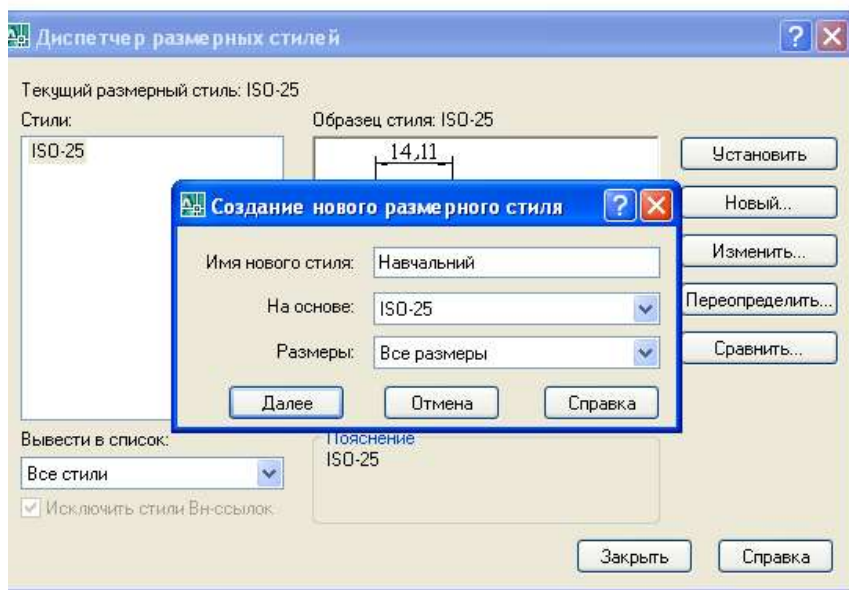 Диспетчер размерных стилей
Текущий размерный стиль: ISO-25
Стили:
Образец стиля: ISO-25
ISO-25
14,11
Установить
Создание нового размерного стиля
Новый...
Имя нового стиля: Навчальний
Изменить...
На основе: ISO-25
Переопределить...
Размеры: Все размеры
Сравнить...
Далее
Отмена
Справка
Вывести в список:
Пояснение
Все стили
ISO-25
Исключить стили Вн-ссылок
Закрыть
Справка